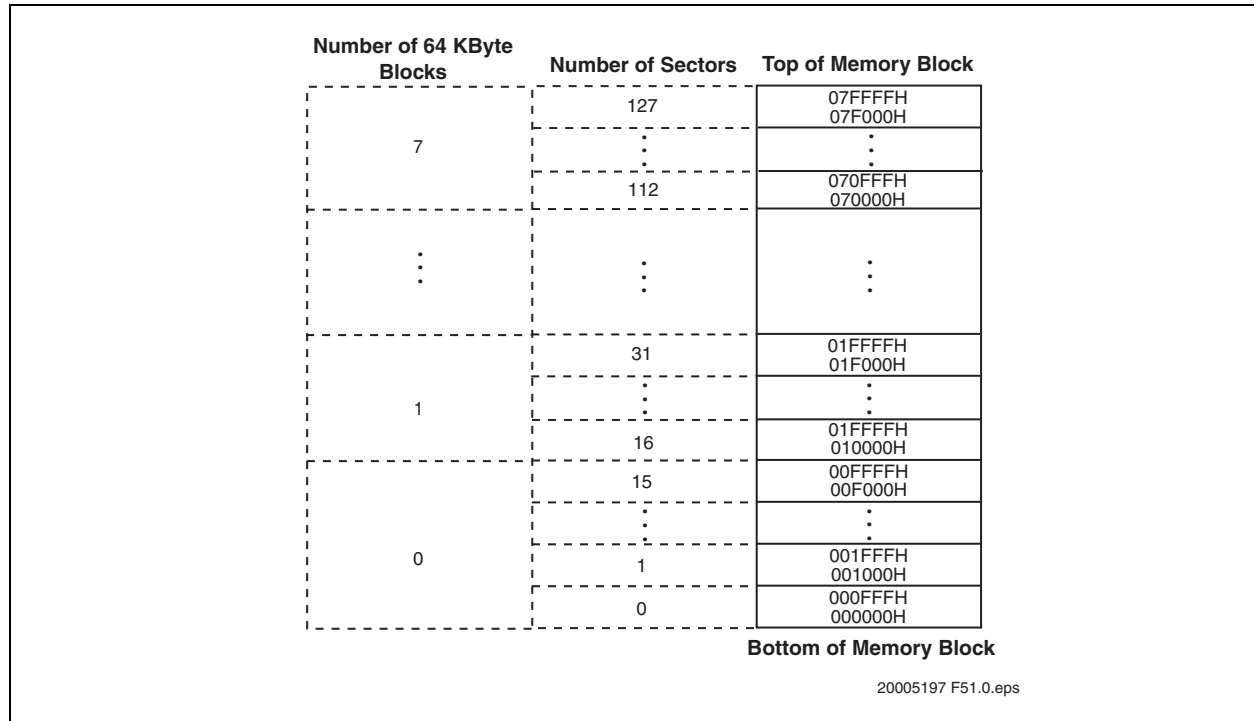 Number of 64 KByte
Blocks
Number of Sectors
Top of Memory Block
7
127
07FFFFH
07F000H
⋮
⋮
112
070FFFH
070000H
⋮
⋮
⋮
1
31
01FFFFH
01F000H
⋮
⋮
16
01FFFFH
010000H
0
15
00FFFFH
00F000H
⋮
⋮
1
001FFFH
001000H
0
000FFFH
000000H
Bottom of Memory Block
20005197 F51.0.eps